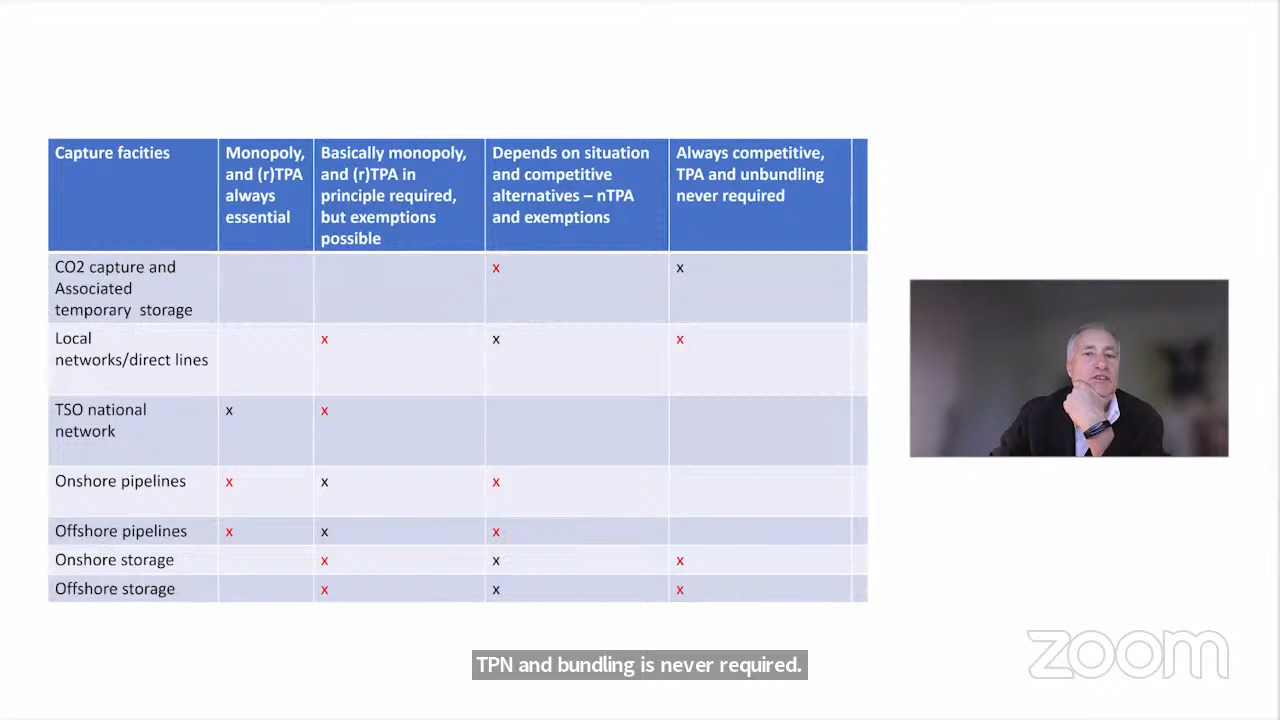 Capture facities
Monopoly,
and (r)TPA
always
essential
Basically monopoly,
and (r)TPA in
principle required,
but exemptions
possible
Depends on situation
and competitive
alternatives – nTPA
and exemptions
Always competitive,
TPA and unbundling
never required
CO2 capture and
Associated
temporary storage
x
x
Local
networks/direct lines
x
x
x
TSO national
network
x
x
Onshore pipelines
x
x
x
Offshore pipelines
x
x
x
Onshore storage
x
x
x
Offshore storage
x
x
x
TPN and bundling is never required.
zoom